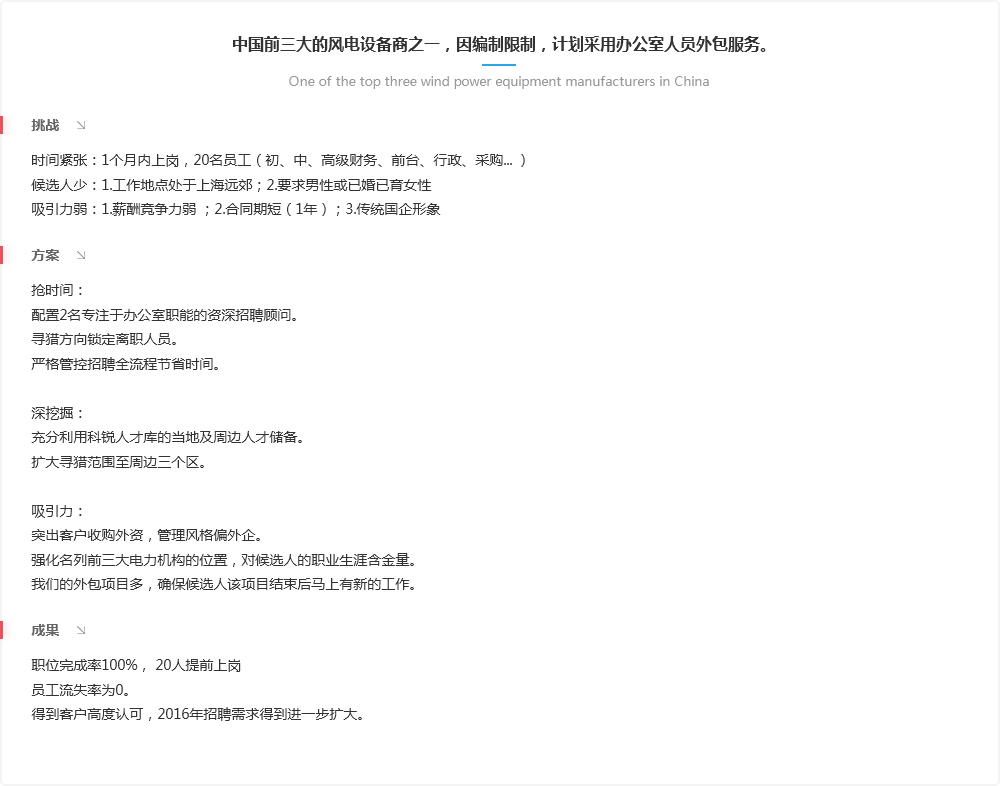 中国前三大的风电设备商之一，因编制限制，计划采用办公室人员外包服务。
One of the top three wind power equipment manufacturers in China
挑战
时间紧张：1个月内上岗，20名员工（初、中、高级财务、前台、行政、采购... ）
候选人少：1.工作地点处于上海远郊；2.要求男性或已婚已育女性
吸引力弱：1.薪酬竞争力弱 ；2.合同期短（1年）；3.传统国企形象
方案
抢时间：
配置2名专注于办公室职能的资深招聘顾问。
寻猎方向锁定离职人员。
严格管控招聘全流程节省时间。
深挖掘：
充分利用科锐人才库的当地及周边人才储备。
扩大寻猎范围至周边三个区。
吸引力：
突出客户收购外资，管理风格偏外企。
强化名列前三大电力机构的位置，对候选人的职业生涯含金量。
我们的外包项目多，确保候选人该项目结束后马上有新的工作。
成果
职位完成率100%， 20人提前上岗
员工流失率为0。
得到客户高度认可，2016年招聘需求得到进一步扩大。